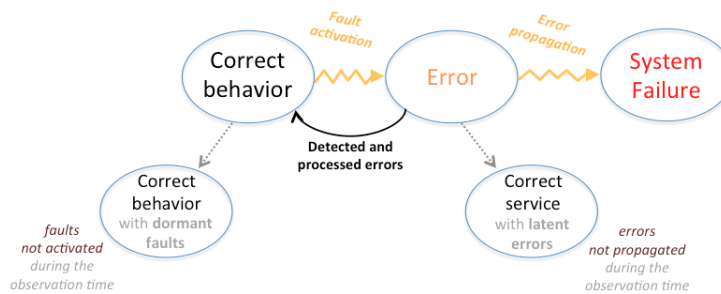 Fault
activation
Error
propagation
Correct
behavior
Error
System
Failure
Detected and
processed errors
Correct
behavior
with dormant
faults
faults
not activated
during the
observation time
Correct
service
with latent
errors
errors
not propagated
during the
observation time